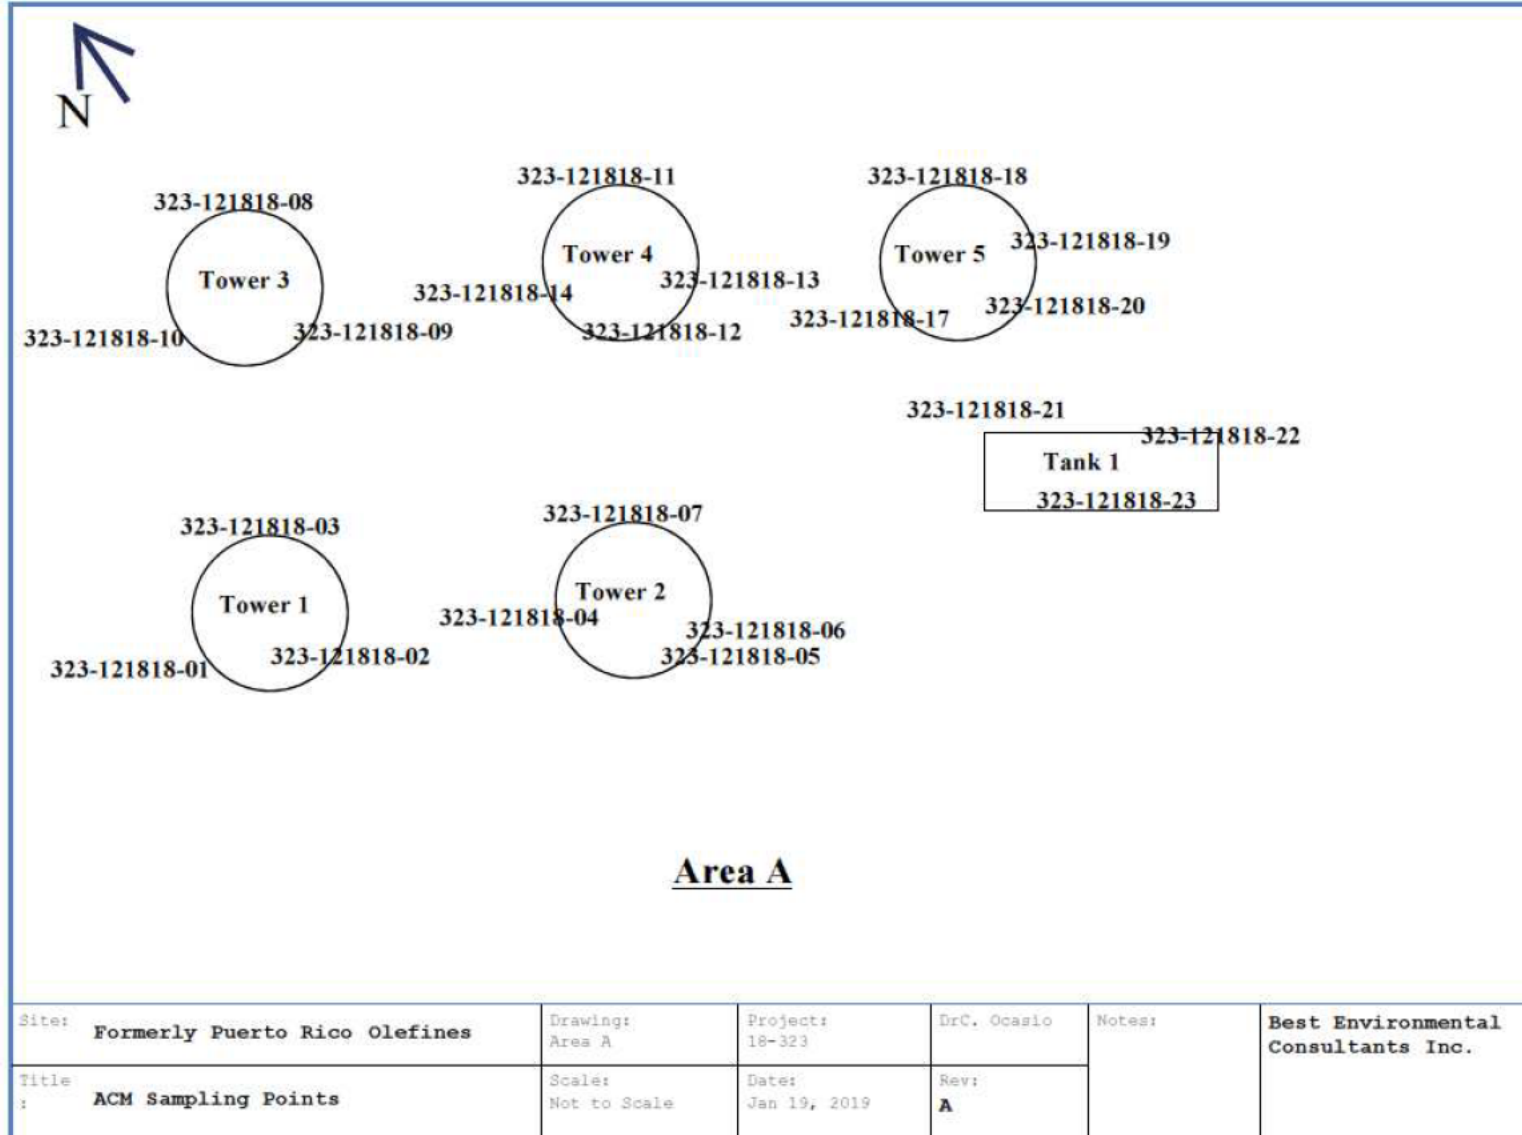 N
323-121818-11
323-121818-18
323-121818-08
323-121818-19
Tower 4
Tower 5
Tower 3
323-121818-13
323-121818-14
323-121818-20
323-121818-17
323-121818-10
323-121818-09
323-121818-12
323-121818-21
323-121818-22
Tank 1
323-121818-23
323-121818-03
323-121818-07
Tower 1
Tower 2
323-121818-04
323-121818-06
323-121818-01
323-121818-02
323-121818-05
Area A
Site: Formerly Puerto Rico Olefines
Drawing:
Area A
Project:
18-323
DrC. Ocasio
Notes:
Best Environmental
Consultants Inc.
Title
:
ACM Sampling Points
Scale:
Not to Scale
Date:
Jan 19, 2019
Rev:
A